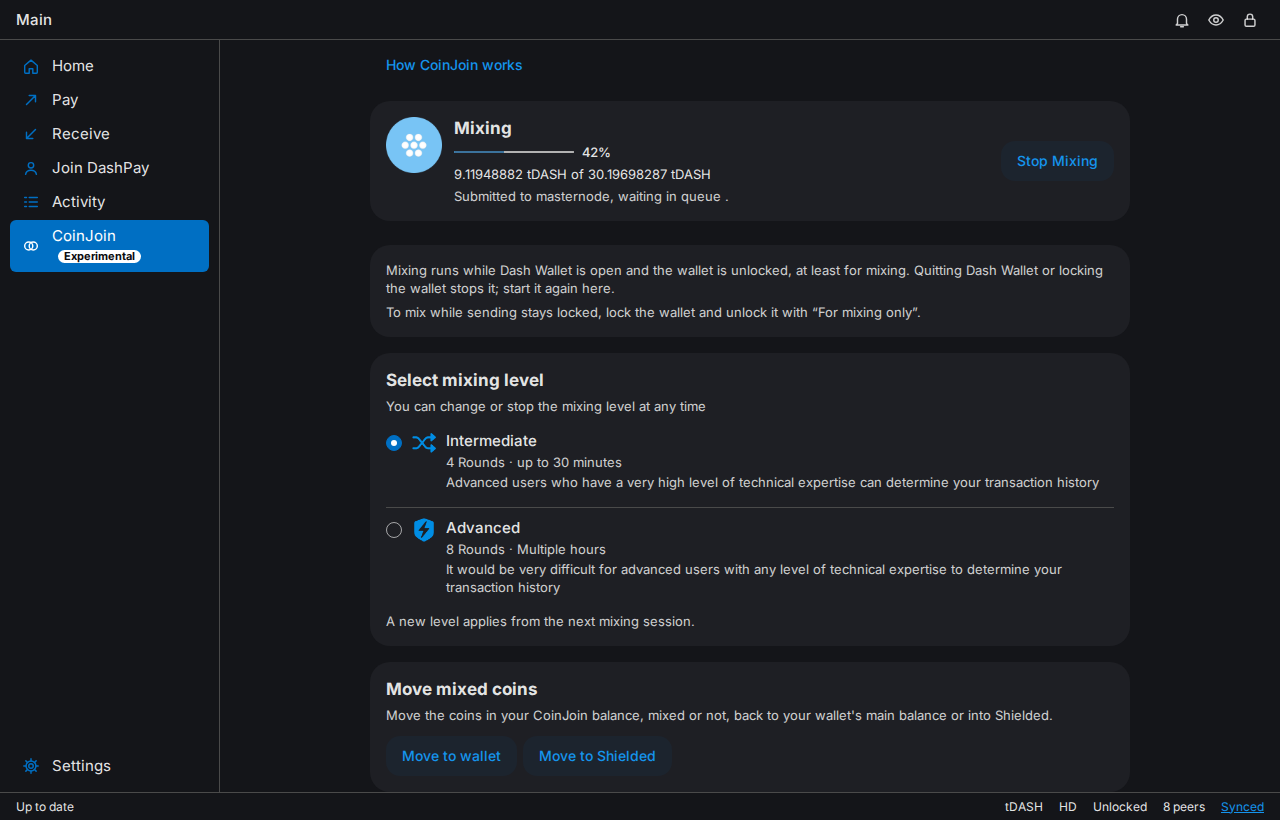 Main
Home
Pay
Receive
Join DashPay
Activity
CoinJoin
Experimental
Settings
How CoinJoin works
Mixing
42%
9.11948882 tDASH of 30.19698287 tDASH
Submitted to masternode, waiting in queue .
Stop Mixing
Mixing runs while Dash Wallet is open and the wallet is unlocked, at least for mixing. Quitting Dash Wallet or locking
the wallet stops it; start it again here.
To mix while sending stays locked, lock the wallet and unlock it with “For mixing only”.
Select mixing level
You can change or stop the mixing level at any time
Intermediate
4 Rounds · up to 30 minutes
Advanced users who have a very high level of technical expertise can determine your transaction history
Advanced
8 Rounds · Multiple hours
It would be very difficult for advanced users with any level of technical expertise to determine your
transaction history
A new level applies from the next mixing session.
Move mixed coins
Move the coins in your CoinJoin balance, mixed or not, back to your wallet's main balance or into Shielded.
Move to wallet
Move to Shielded
Up to date
tDASH
HD
Unlocked
8 peers
Synced